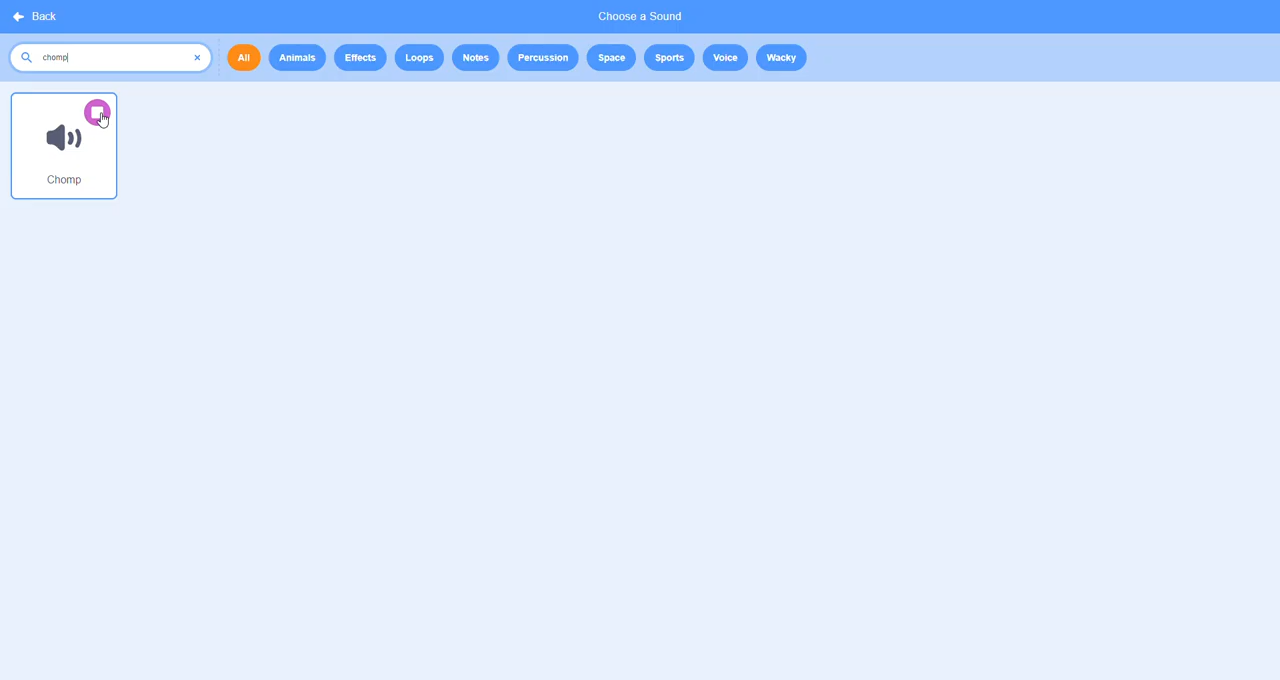 Back
Choose a Sound
chomp
All
Animals
Effects
Loops
Notes
Percussion
Space
Sports
Voice
Wacky
Chomp